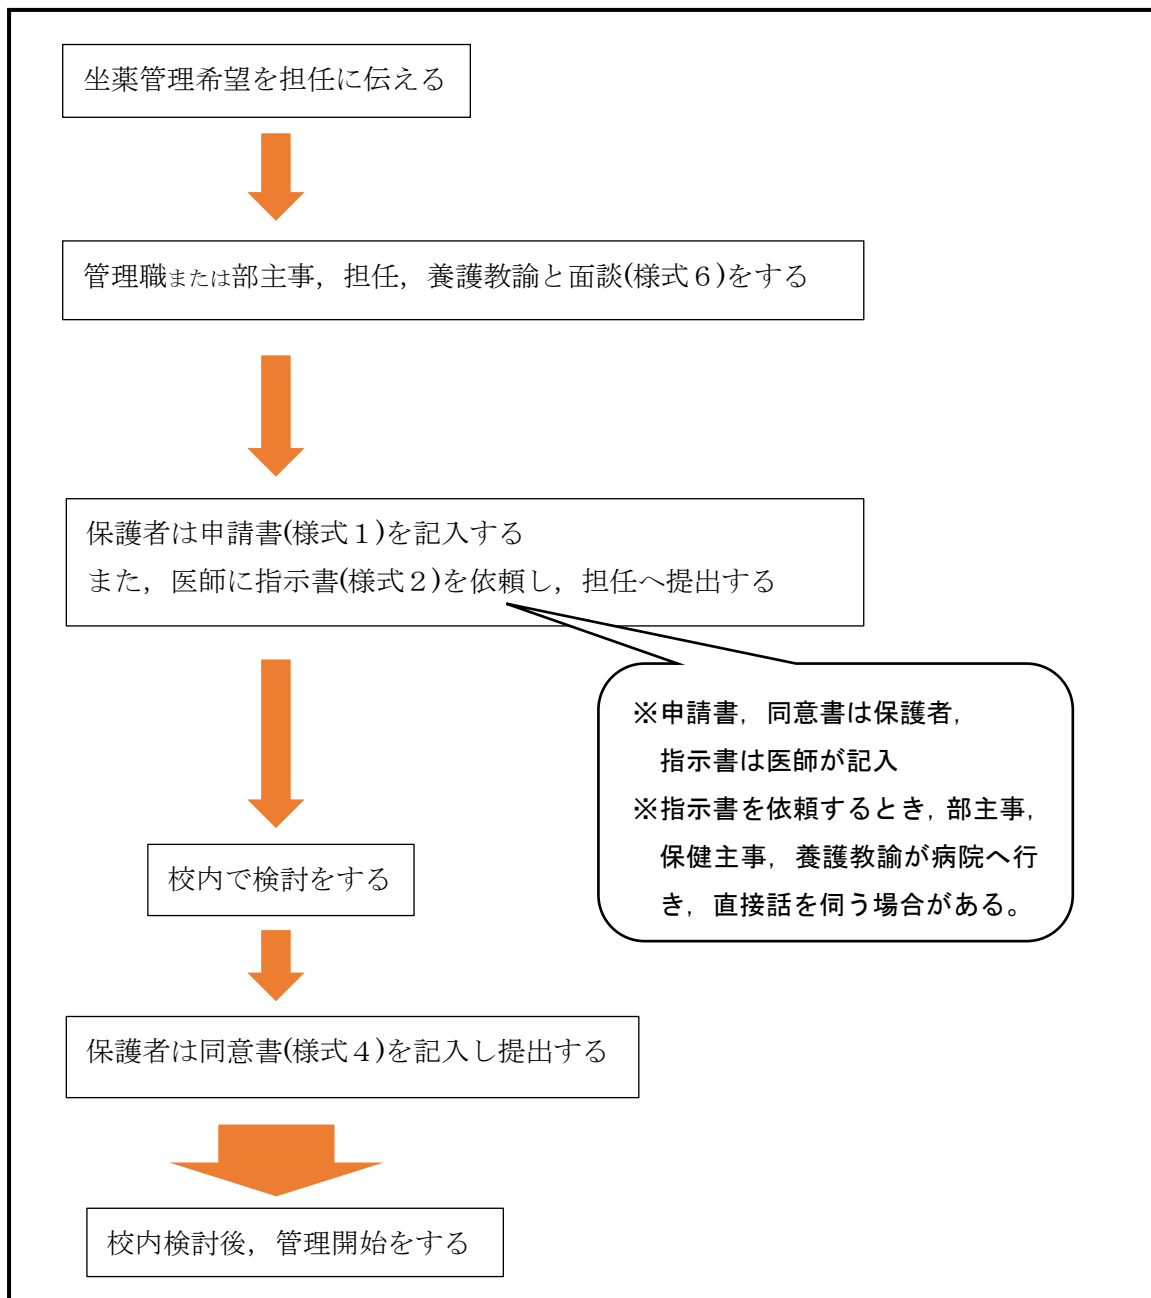 坐薬管理希望を担任に伝える
管理職または部主事，担任，養護教諭と面談(様式６)をする
保護者は申請書(様式１)を記入する
また，医師に指示書(様式２)を依頼し，担任へ提出する
※申請書，同意書は保護者，
指示書は医師が記入
※指示書を依頼するとき，部主事，
保健主事，養護教諭が病院へ行
き，直接話を伺う場合がある。
校内で検討をする
保護者は同意書(様式４)を記入し提出する
校内検討後，管理開始をする